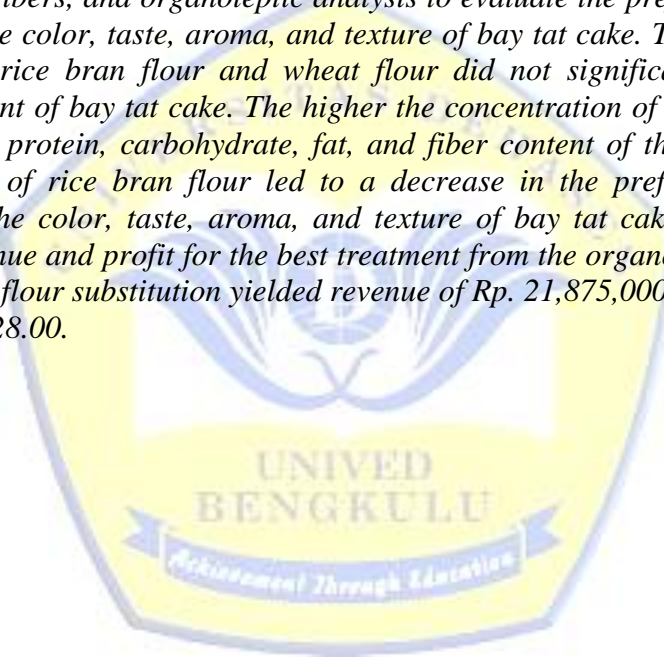 bers, and organoleptic analysis to evaluate the pre
e color, taste, aroma, and texture of bay tat cake. T
rice bran flour and wheat flour did not signific
nt of bay tat cake. The higher the concentration of
protein, carbohydrate, fat, and fiber content of th
of rice bran flour led to a decrease in the pref
he color, taste, aroma, and texture of bay tat cak
nue and profit for the best treatment from the organo
flour substitution yielded revenue of Rp. 21,875,000
28.00.
UNIVED
BENGKULU
Achievement Through Education